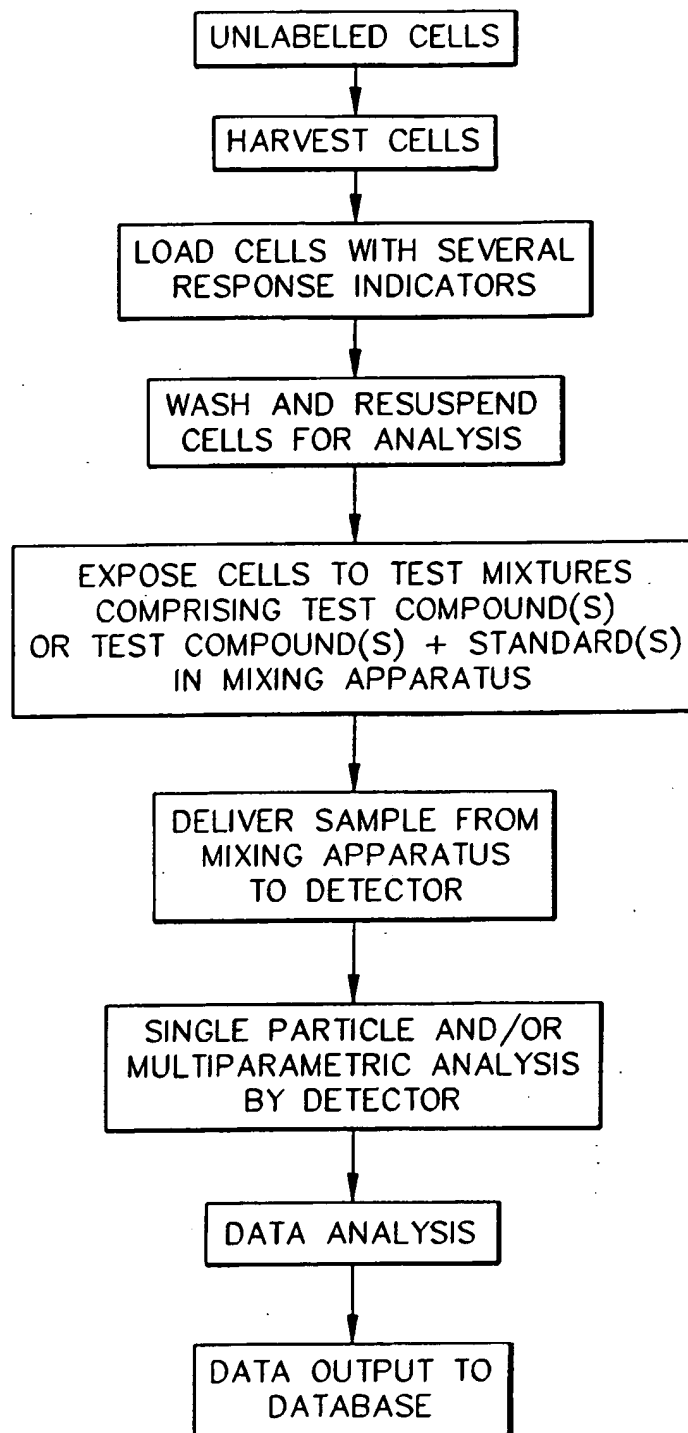 UNLABELED CELLS
HARVEST CELLS
LOAD CELLS WITH SEVERAL
RESPONSE INDICATORS
WASH AND RESUSPEND
CELLS FOR ANALYSIS
EXPOSE CELLS TO TEST MIXTURES
COMPRISING TEST COMPOUND(S)
OR TEST COMPOUND(S) + STANDARD(S)
IN MIXING APPARATUS
DELIVER SAMPLE FROM
MIXING APPARATUS
TO DETECTOR
SINGLE PARTICLE AND/OR
MULTIPARAMETRIC ANALYSIS
BY DETECTOR
DATA ANALYSIS
DATA OUTPUT TO
DATABASE